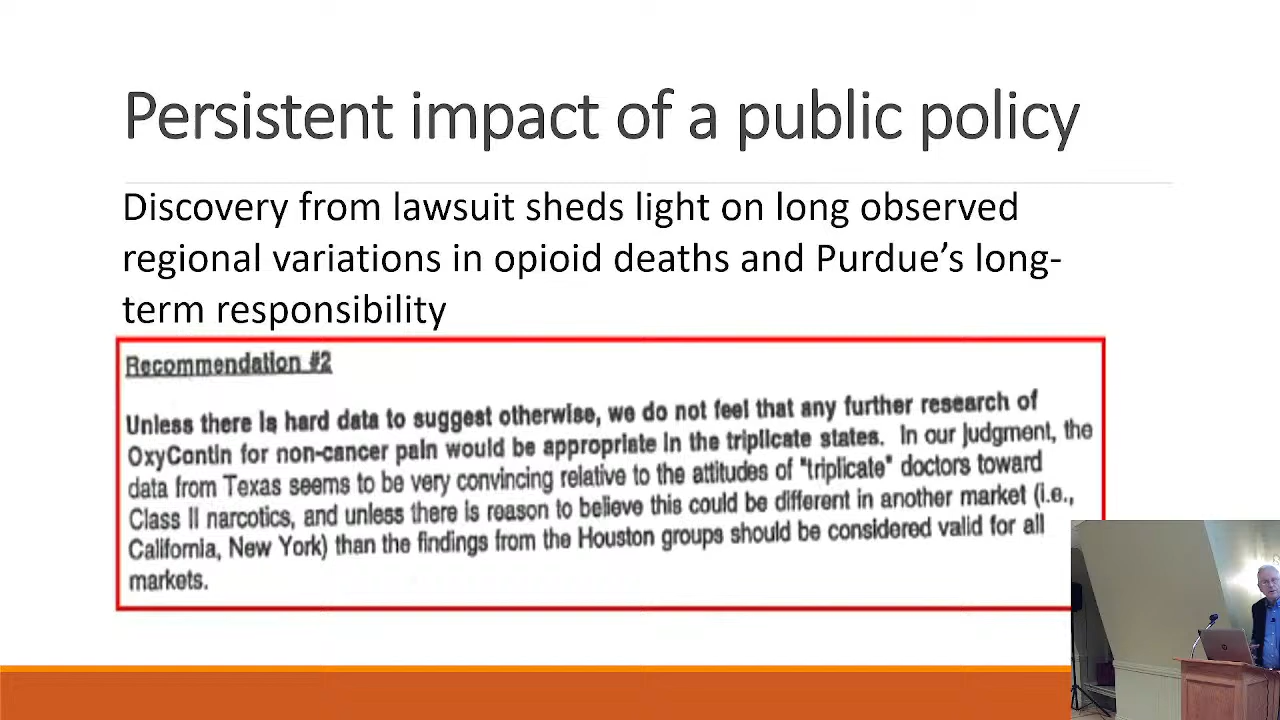 Persistent impact of a public policy
Discovery from lawsuit sheds light on long observed
regional variations in opioid deaths and Purdue’s long-
term responsibility
Recommendation #2
Unless there is hard data to suggest otherwise, we do not feel that any further research of
OxyContin for non-cancer pain would be appropriate in the triplicate states. In our judgment, the
data from Texas seems to be very convincing relative to the attitudes of "triplicate" doctors toward
Class II narcotics, and unless there is reason to believe this could be different in another market (i.e.,
California, New York) than the findings from the Houston groups should be considered valid for all
markets.